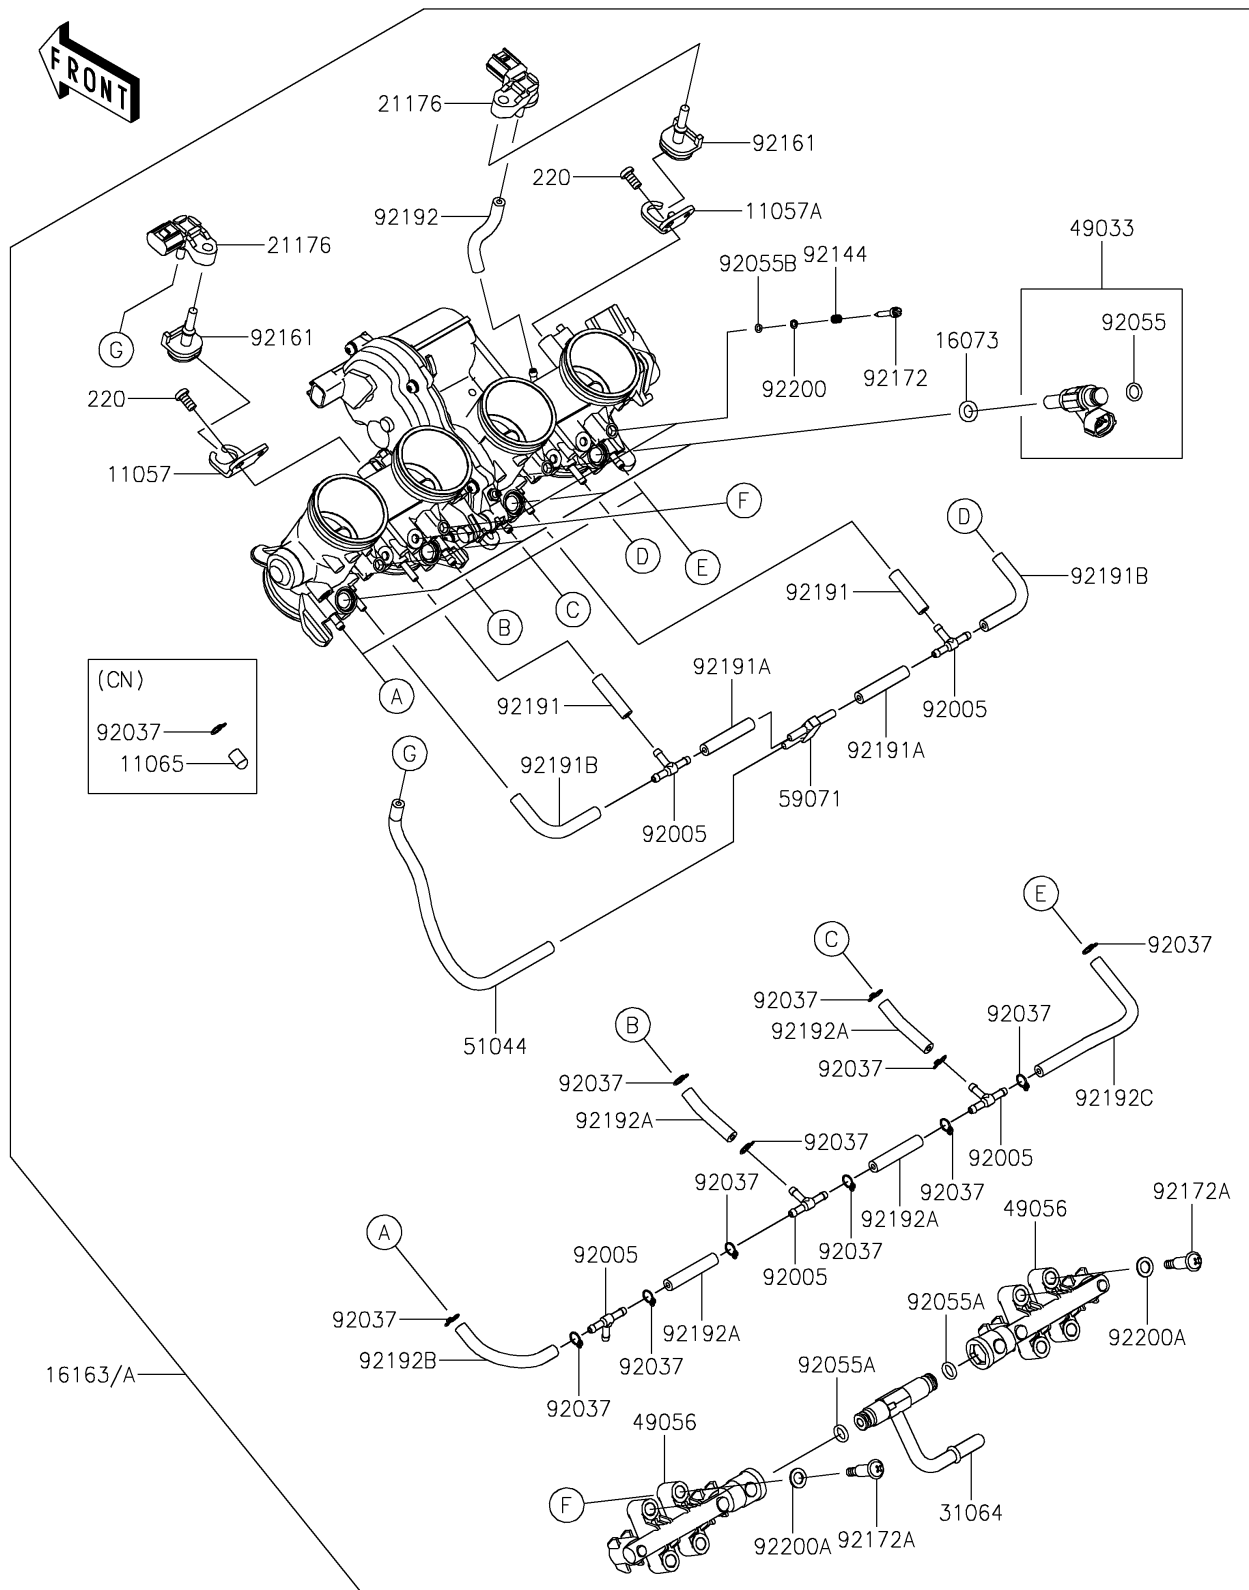 FRONT
21176
92161
220
92192
11057A
21176
49033
92144
92055B
92055
G
92161
16073
92200
92172
220
11057
F
D
D
E
92191B
92191
C
B
92191A
(CN)
A
92191
92005
92037
92191A
11065
G
92191B
59071
92005
E
C
92037
92037
92037
B
92192A
51044
92037
92037
92192C
92192A
92037
92005
92037
92037
92172A
49056
92192A
A
92037
92005
92005
92055A
92037
92192A
92200A
92192B
92037
92055A
16163/A
92037
49056
F
31064
92200A
92172A